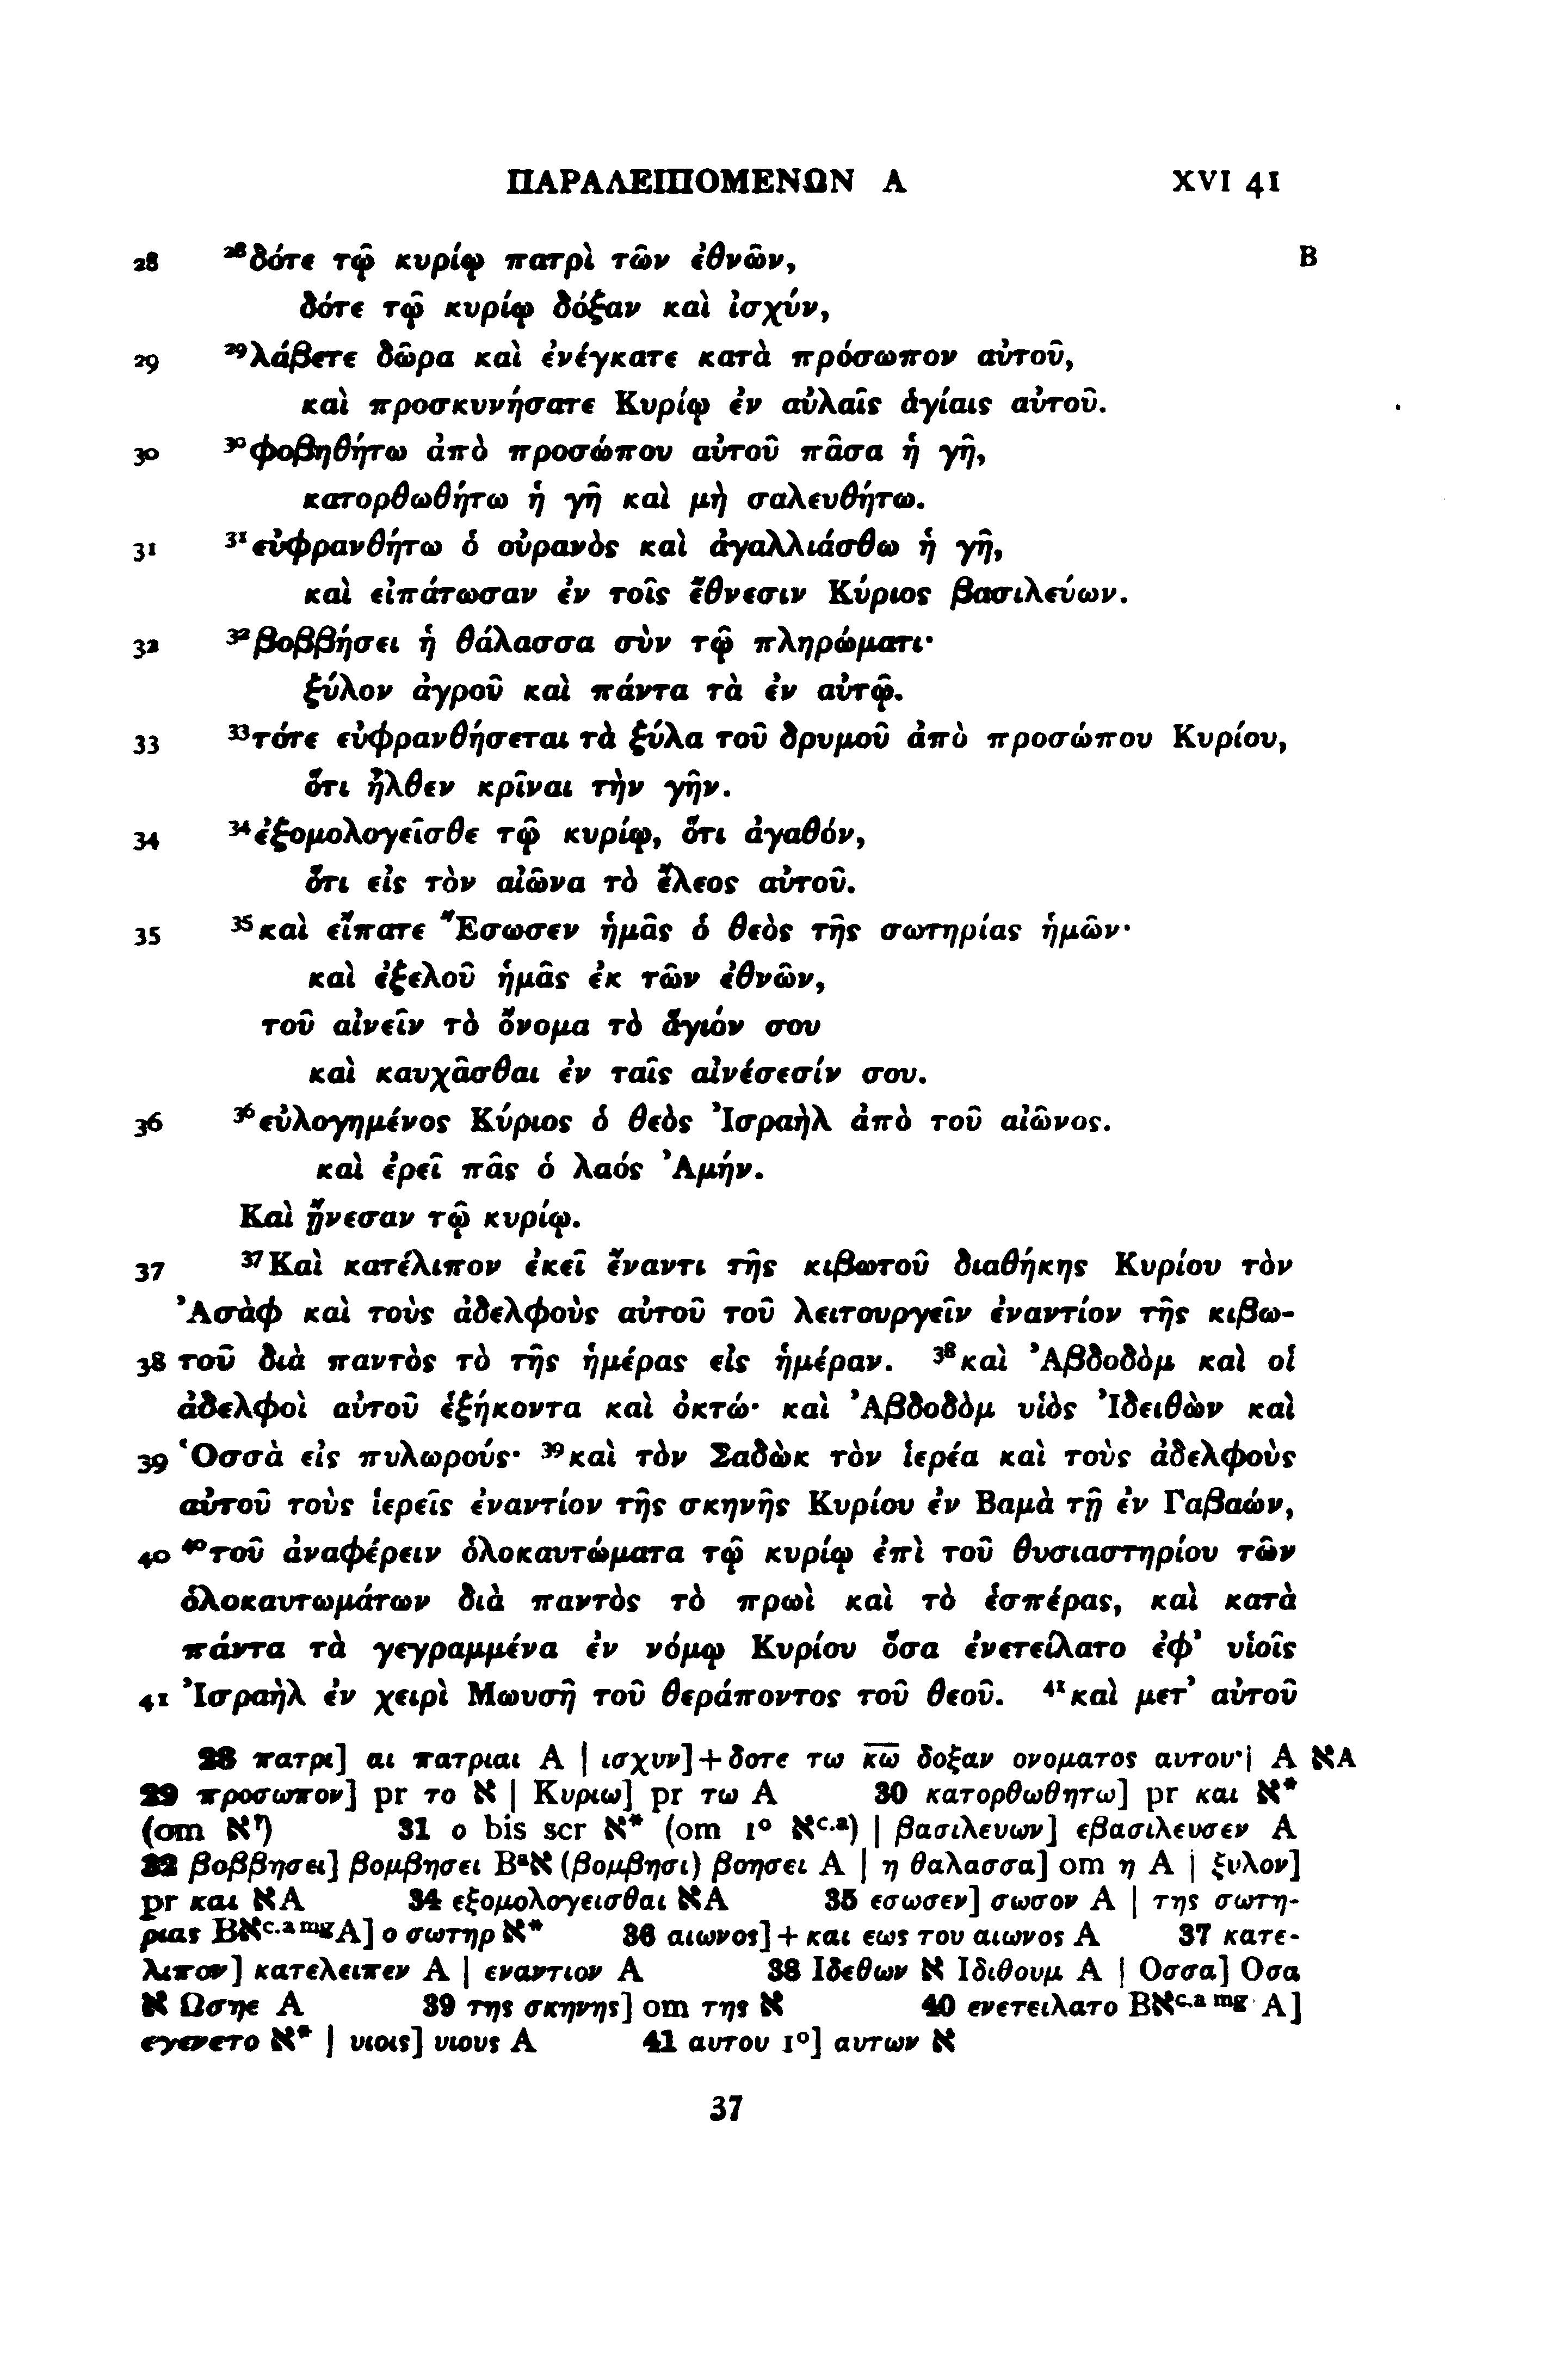 ΠΑΡΑΛΕΙΠΟΜΕΝΩΝ Α XVI 41
28 ²⁸δότε τῷ κυρίῳ πατρὶ τῶν ἐθνῶν, B
δότε τῷ κυρίῳ δόξαν καὶ ἰσχύν,
29 ²⁹λάβετε δῶρα καὶ ἐνέγκατε κατὰ πρόσωπον αὐτοῦ,
καὶ προσκυνήσατε Κυρίῳ ἐν αὐλαῖς ἁγίαις αὐτοῦ.
30 ³⁰φοβηθήτω ἀπὸ προσώπου αὐτοῦ πᾶσα ἡ γῆ,
κατορθωθήτω ἡ γῆ καὶ μὴ σαλευθήτω.
31 ³¹εὐφρανθήτω ὁ οὐρανὸς καὶ ἀγαλλιάσθω ἡ γῆ,
καὶ εἰπάτωσαν ἐν τοῖς ἔθνεσιν Κύριος βασιλεύων.
32 ³²βοββήσει ἡ θάλασσα σὺν τῷ πληρώματι·
ξύλον ἀγροῦ καὶ πάντα τὰ ἐν αὐτῷ.
33 ³³τότε εὐφρανθήσεται τὰ ξύλα τοῦ δρυμοῦ ἀπὸ προσώπου Κυρίου,
ὅτι ἦλθεν κρῖναι τὴν γῆν.
34 ³⁴ἐξομολογεῖσθε τῷ κυρίῳ, ὅτι ἀγαθόν,
ὅτι εἰς τὸν αἰῶνα τὸ ἔλεος αὐτοῦ.
35 ³⁵καὶ εἴπατε Ἔσωσεν ἡμᾶς ὁ θεὸς τῆς σωτηρίας ἡμῶν·
καὶ ἐξελοῦ ἡμᾶς ἐκ τῶν ἐθνῶν,
τοῦ αἰνεῖν τὸ ὄνομα τὸ ἅγιόν σου
καὶ καυχᾶσθαι ἐν ταῖς αἰνέσεσίν σου.
36 ³⁶εὐλογημένος Κύριος ὁ θεὸς Ἰσραὴλ ἀπὸ τοῦ αἰῶνος.
καὶ ἐρεῖ πᾶς ὁ λαός Ἀμήν.
Καὶ ᾔνεσαν τῷ κυρίῳ.
37 ³⁷Καὶ κατέλιπον ἐκεῖ ἔναντι τῆς κιβωτοῦ διαθήκης Κυρίου τὸν
Ἀσὰφ καὶ τοὺς ἀδελφοὺς αὐτοῦ τοῦ λειτουργεῖν ἐναντίον τῆς κιβω-
38 τοῦ διὰ παντὸς τὸ τῆς ἡμέρας εἰς ἡμέραν. ³⁸καὶ Ἀβδοδὸμ καὶ οἱ
ἀδελφοὶ αὐτοῦ ἑξήκοντα καὶ ὀκτώ· καὶ Ἀβδοδὸμ υἱὸς Ἰδειθὼν καὶ
39 Ὁσσὰ εἰς πυλωρούς· ³⁹καὶ τὸν Σαδὼκ τὸν ἱερέα καὶ τοὺς ἀδελφοὺς
αὐτοῦ τοὺς ἱερεῖς ἐναντίον τῆς σκηνῆς Κυρίου ἐν Βαμὰ τῇ ἐν Γαβαών,
40 ⁴⁰τοῦ ἀναφέρειν ὁλοκαυτώματα τῷ κυρίῳ ἐπὶ τοῦ θυσιαστηρίου τῶν
ὁλοκαυτωμάτων διὰ παντὸς τὸ πρωὶ καὶ τὸ ἑσπέρας, καὶ κατὰ
πάντα τὰ γεγραμμένα ἐν νόμῳ Κυρίου ὅσα ἐνετείλατο ἐφ᾽ υἱοῖς
41 Ἰσραὴλ ἐν χειρὶ Μωυσῆ τοῦ θεράποντος τοῦ θεοῦ. ⁴¹καὶ μετ᾽ αὐτοῦ
28 πατρι] αι πατριαι A | ισχυν]+δοτε τω κ̅ω̅ δοξαν ονοματος αυτου·| A אA
29 προσωπον] pr το א | Κυριω] pr τω A 30 κατορθωθητω] pr και א*
(om א?) 31 ο bis scr א* (om 1° אc.a) | βασιλευων] εβασιλευσεν A
32 βοββησει] βομβησει Bᵃא (βομβησι) βοησει A | η θαλασσα] om η A | ξυλον]
pr και אA 34 εξομολογεισθαι אA 35 εσωσεν] σωσον A | της σωτη-
ριας Bאc.a mgA] ο σωτηρ א* 36 αιωνος]+και εως του αιωνος A 37 κατε-
λιπον] κατελειπεν A | εναντιον A 38 Ιδεθων א Ιδιθουμ A | Οσσα] Οσα
א Ωσηε A 39 της σκηνης] om της א 40 ενετειλατο Bאc.a mg A]
εγενετο א* | υιοις] υιους A 41 αυτου 1°] αυτων א
37